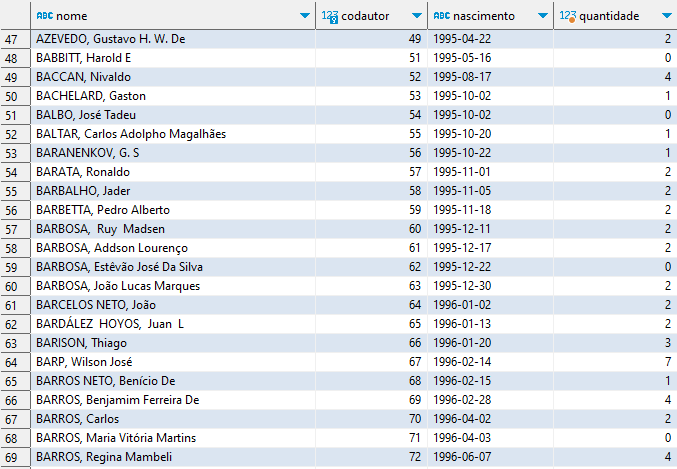 ABC nome 123 codautor ABC nascimento 123 quantidade
47 AZEVEDO, Gustavo H. W. De 49 1995-04-22 2
48 BABBITT, Harold E 51 1995-05-16 0
49 BACCAN, Nivaldo 52 1995-08-17 4
50 BACHELARD, Gaston 53 1995-10-02 1
51 BALBO, José Tadeu 54 1995-10-02 0
52 BALTAR, Carlos Adolpho Magalhães 55 1995-10-20 1
53 BARANENKOV, G. S 56 1995-10-22 1
54 BARATA, Ronaldo 57 1995-11-01 2
55 BARBALHO, Jader 58 1995-11-05 2
56 BARBETTA, Pedro Alberto 59 1995-11-18 2
57 BARBOSA,  Ruy  Madsen 60 1995-12-11 2
58 BARBOSA, Addson Lourenço 61 1995-12-17 2
59 BARBOSA, Estêvão José Da Silva 62 1995-12-22 0
60 BARBOSA, João Lucas Marques 63 1995-12-30 2
61 BARCELOS NETO, João 64 1996-01-02 2
62 BARDÁLEZ  HOYOS,  Juan  L 65 1996-01-13 2
63 BARISON, Thiago 66 1996-01-20 3
64 BARP, Wilson José 67 1996-02-14 7
65 BARROS NETO, Benício De 68 1996-02-15 1
66 BARROS, Benjamim Ferreira De 69 1996-02-28 4
67 BARROS, Carlos 70 1996-04-02 2
68 BARROS, Maria Vitória Martins 71 1996-04-03 0
69 BARROS, Regina Mambeli 72 1996-06-07 4